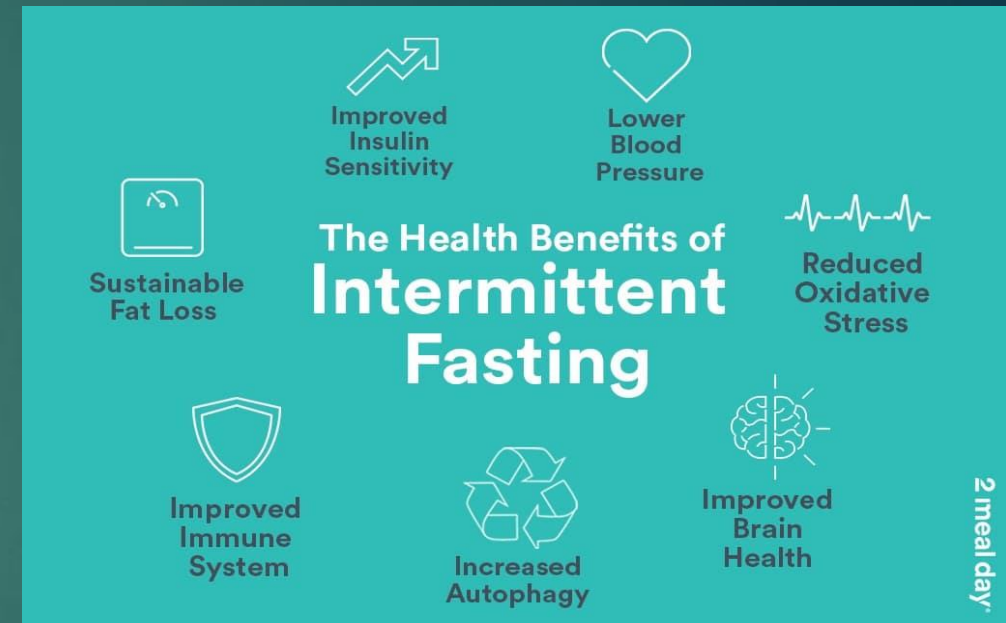 Improved
Insulin
Sensitivity
Lower
Blood
Pressure
Sustainable
Fat Loss
The Health Benefits of
Intermittent
Fasting
Reduced
Oxidative
Stress
Improved
Immune
System
Increased
Autophagy
Improved
Brain
Health
2 meal day